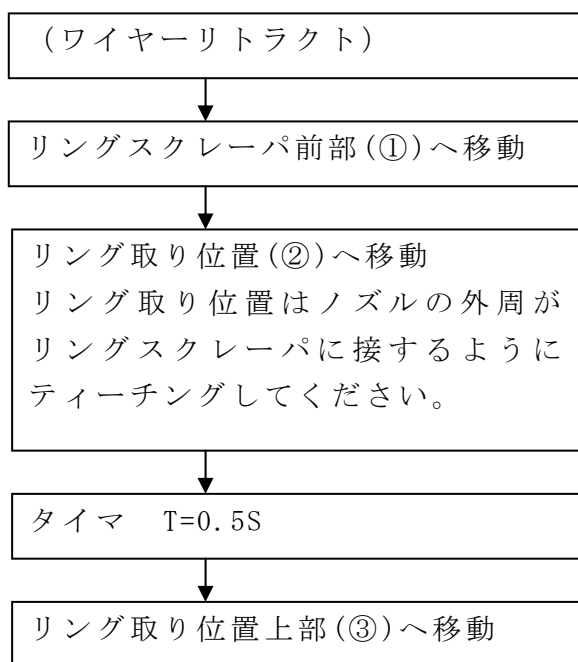 (ワイヤーリトラクト)
リングスクレーパ前部(①)へ移動
リング取り位置(②)へ移動
リング取り位置はノズルの外周が
リングスクレーパに接するように
ティーチングしてください。
タイマ　T=0.5S
リング取り位置上部(③)へ移動